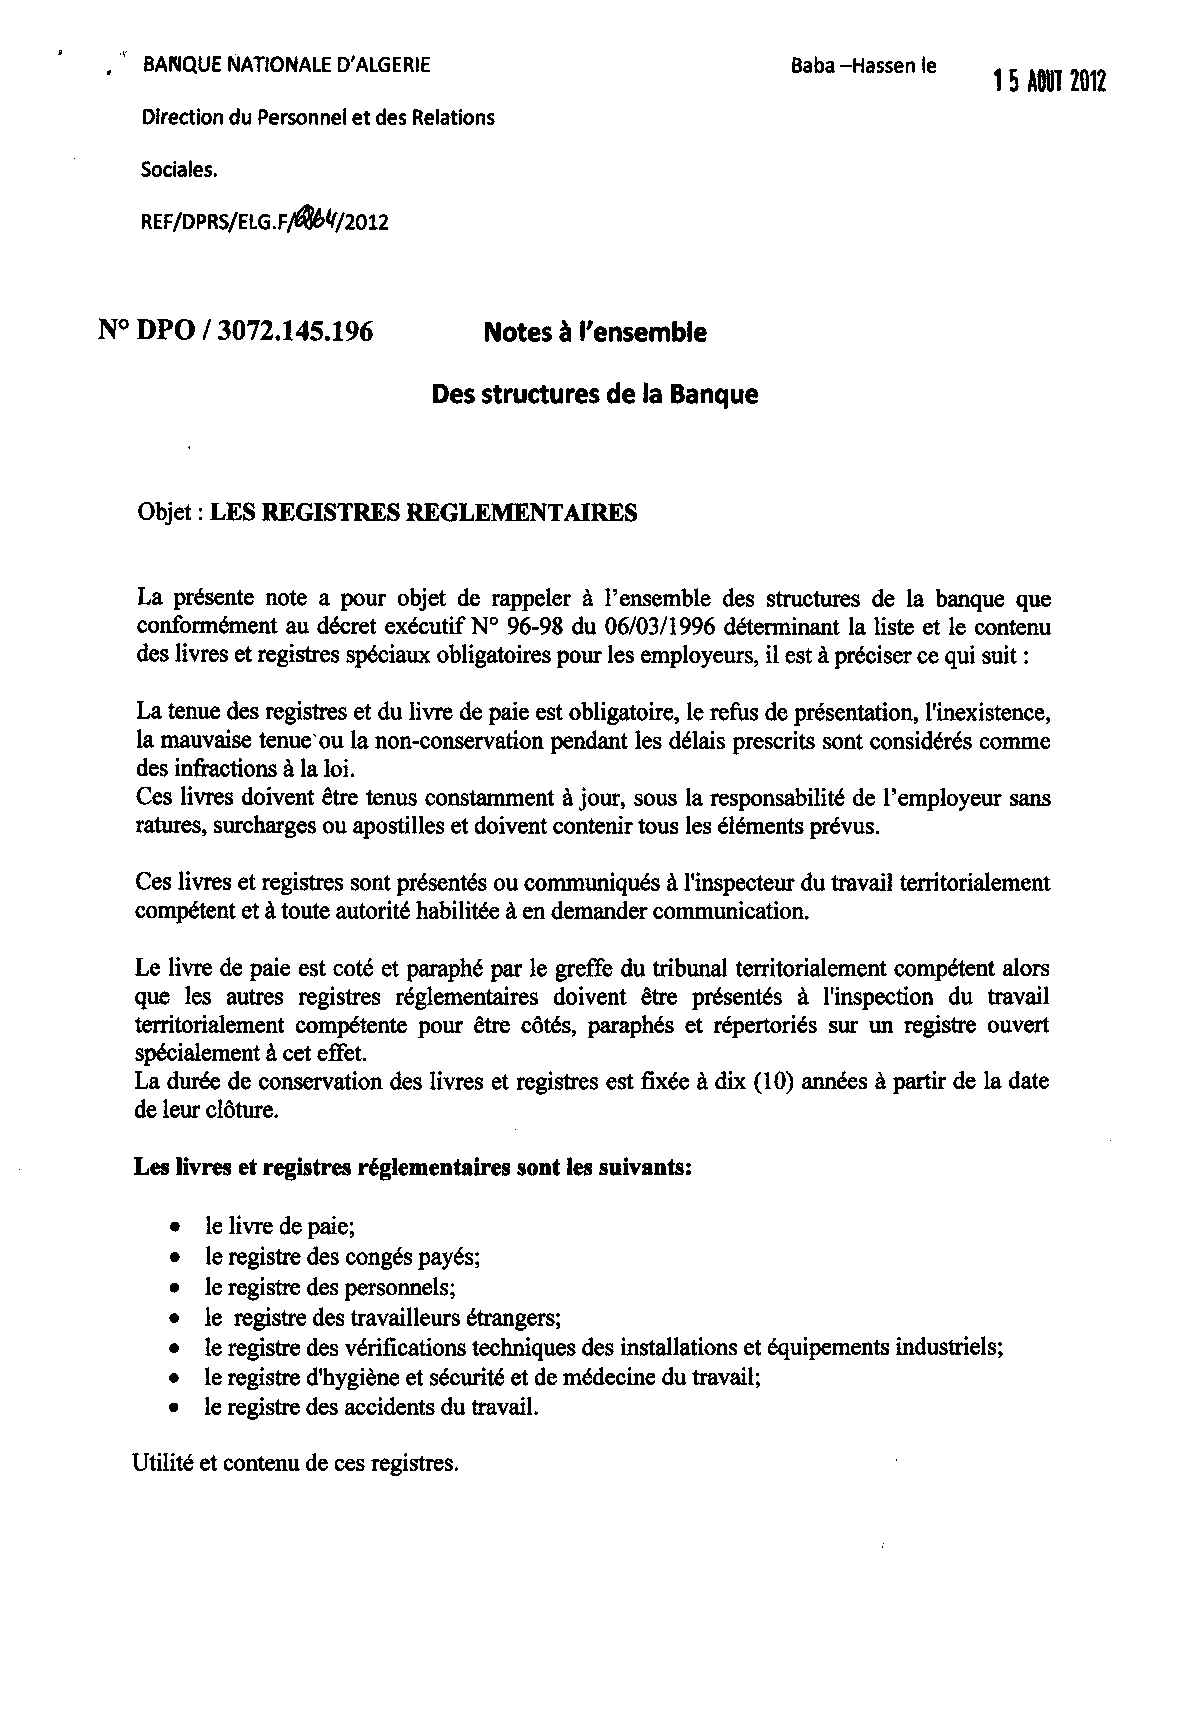 BANQUE NATIONALE D'ALGERIE
Baba –Hassen le
15 AOUT 2012
Direction du Personnel et des Relations
Sociales.
REF/DPRS/ELG.F/ /2012
N° DPO / 3072.145.196
Notes à l'ensemble
Des structures de la Banque
Objet : LES REGISTRES REGLEMENTAIRES
La présente note a pour objet de rappeler à l'ensemble des structures de la banque que
conformément au décret exécutif N° 96-98 du 06/03/1996 déterminant la liste et le contenu
des livres et registres spéciaux obligatoires pour les employeurs, il est à préciser ce qui suit :
La tenue des registres et du livre de paie est obligatoire, le refus de présentation, l'inexistence,
la mauvaise tenue ou la non-conservation pendant les délais prescrits sont considérés comme
des infractions à la loi.
Ces livres doivent être tenus constamment à jour, sous la responsabilité de l'employeur sans
ratures, surcharges ou apostilles et doivent contenir tous les éléments prévus.
Ces livres et registres sont présentés ou communiqués à l'inspecteur du travail territorialement
compétent et à toute autorité habilitée à en demander communication.
Le livre de paie est coté et paraphé par le greffe du tribunal territorialement compétent alors
que les autres registres réglementaires doivent être présentés à l'inspection du travail
territorialement compétente pour être côtés, paraphés et répertoriés sur un registre ouvert
spécialement à cet effet.
La durée de conservation des livres et registres est fixée à dix (10) années à partir de la date
de leur clôture.
Les livres et registres réglementaires sont les suivants:
• le livre de paie;
• le registre des congés payés;
• le registre des personnels;
• le registre des travailleurs étrangers;
• le registre des vérifications techniques des installations et équipements industriels;
• le registre d'hygiène et sécurité et de médecine du travail;
• le registre des accidents du travail.
Utilité et contenu de ces registres.